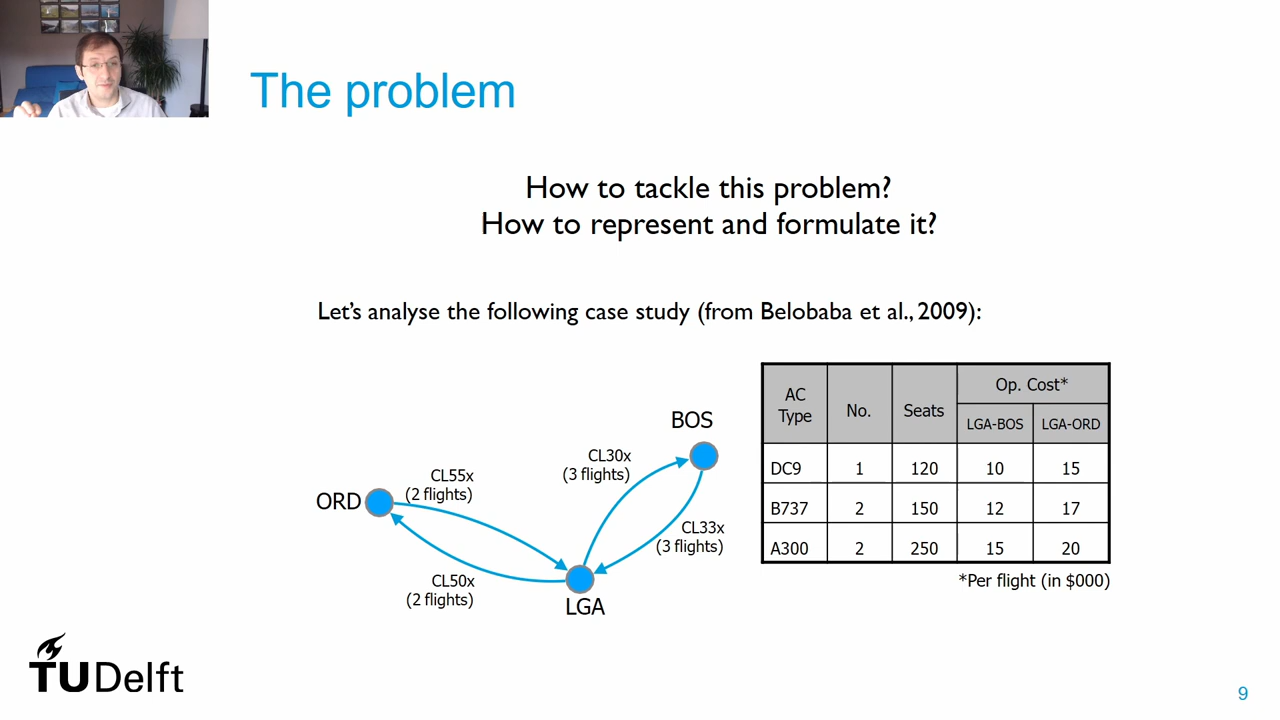 The problem
How to tackle this problem?
How to represent and formulate it?
Let's analyse the following case study (from Belobaba et al., 2009):
BOS
CL30x
(3 flights)
CL55x
(2 flights)
ORD
CL33x
(3 flights)
CL50x
(2 flights)
LGA
AC Type No. Seats Op. Cost*
LGA-BOS LGA-ORD
DC9 1 120 10 15
B737 2 150 12 17
A300 2 250 15 20
*Per flight (in $000)
TUDelft
9